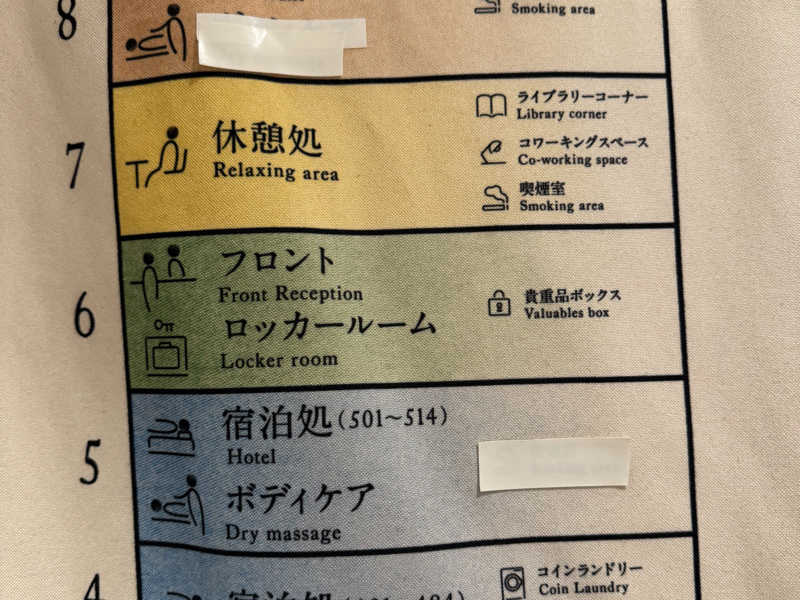 8
Smoking area
7
休憩処
Relaxing area
ライブラリーコーナー
Library corner
コワーキングスペース
Co-working space
喫煙室
Smoking area
6
フロント
Front Reception
ロッカールーム
Locker room
貴重品ボックス
Valuables box
5
宿泊処(501~514)
Hotel
ボディケア
Dry massage
4
宿泊処
コインランドリー
Coin Laundry